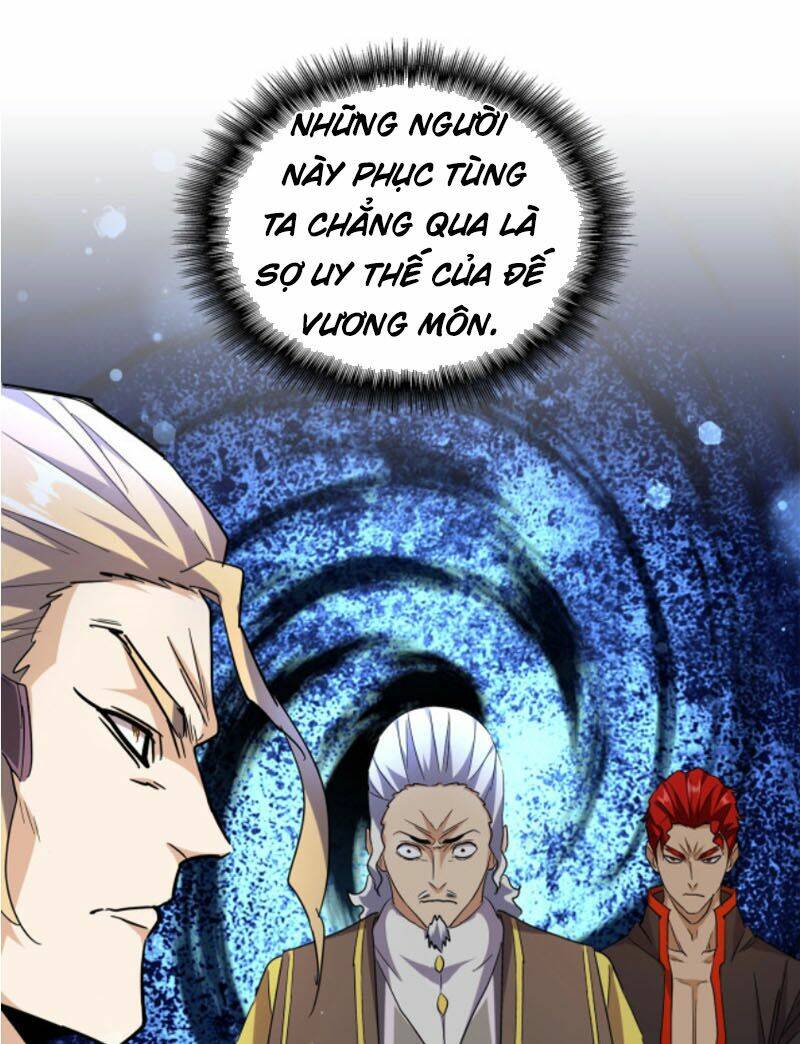 NHỮNG NGƯỜI
NÀY PHỤC TÙNG
TA CHẲNG QUA LÀ
SỢ UY THẾ CỦA ĐẾ
VƯƠNG MÔN.